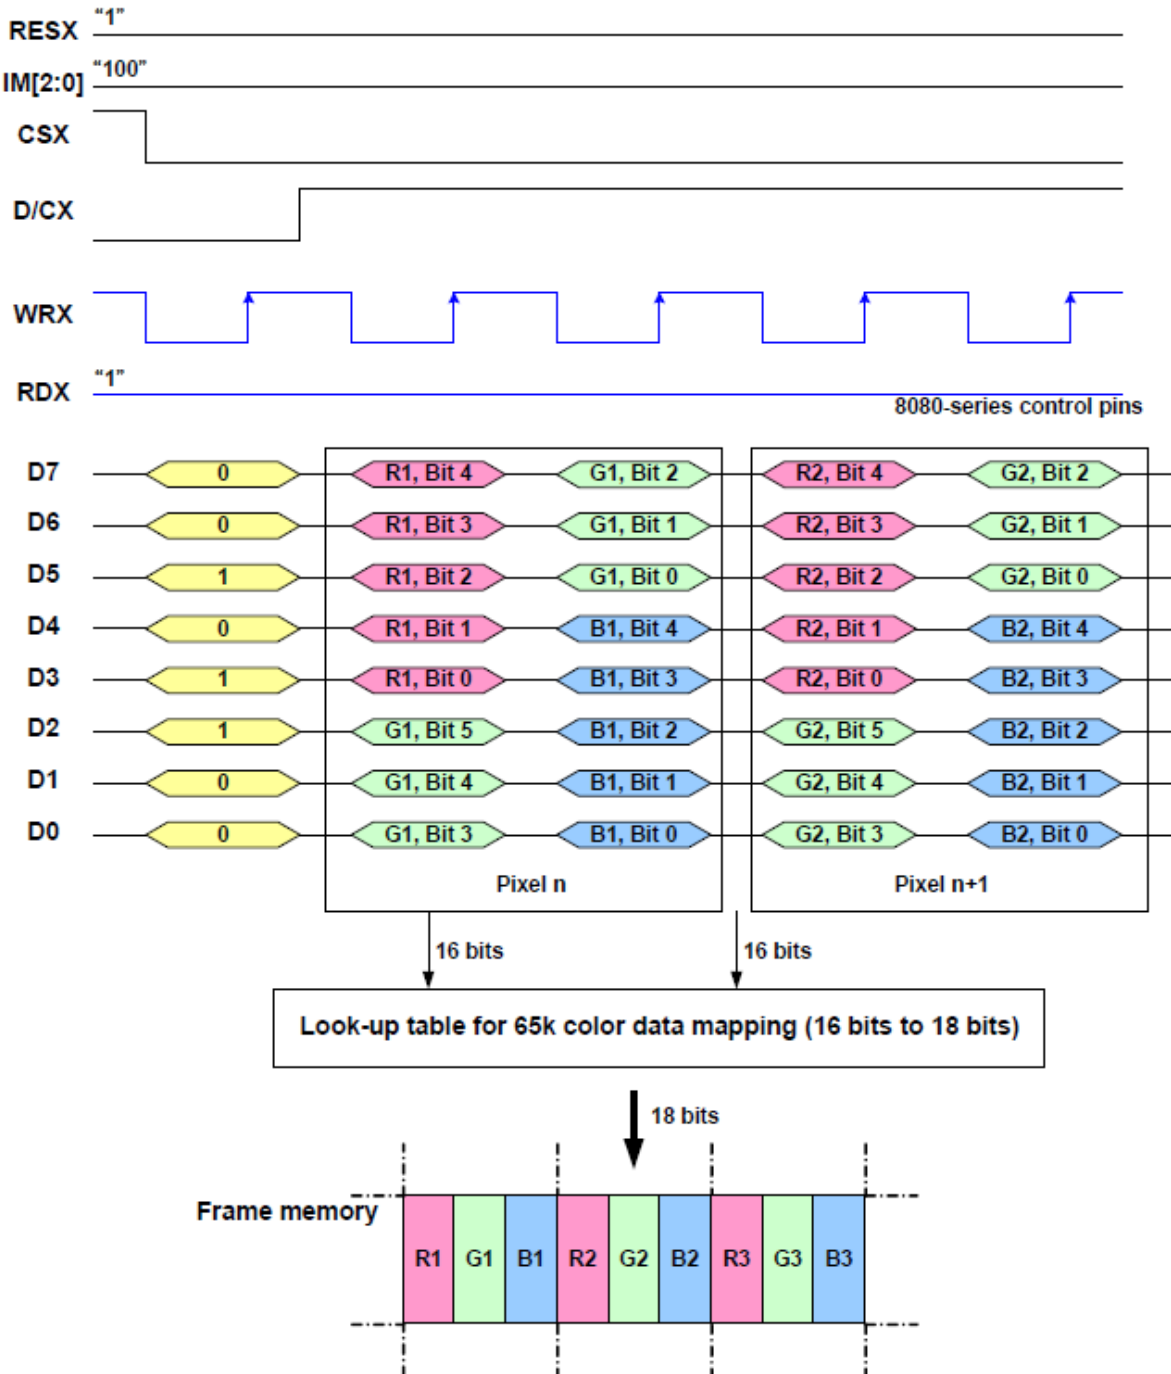 RESX "1"
IM[2:0] "100"
CSX
D/CX
WRX
RDX "1"
8080-series control pins
D7 0 R1, Bit 4 G1, Bit 2 R2, Bit 4 G2, Bit 2
D6 0 R1, Bit 3 G1, Bit 1 R2, Bit 3 G2, Bit 1
D5 1 R1, Bit 2 G1, Bit 0 R2, Bit 2 G2, Bit 0
D4 0 R1, Bit 1 B1, Bit 4 R2, Bit 1 B2, Bit 4
D3 1 R1, Bit 0 B1, Bit 3 R2, Bit 0 B2, Bit 3
D2 1 G1, Bit 5 B1, Bit 2 G2, Bit 5 B2, Bit 2
D1 0 G1, Bit 4 B1, Bit 1 G2, Bit 4 B2, Bit 1
D0 0 G1, Bit 3 B1, Bit 0 G2, Bit 3 B2, Bit 0
Pixel n Pixel n+1
16 bits 16 bits
Look-up table for 65k color data mapping (16 bits to 18 bits)
18 bits
Frame memory
R1 G1 B1 R2 G2 B2 R3 G3 B3